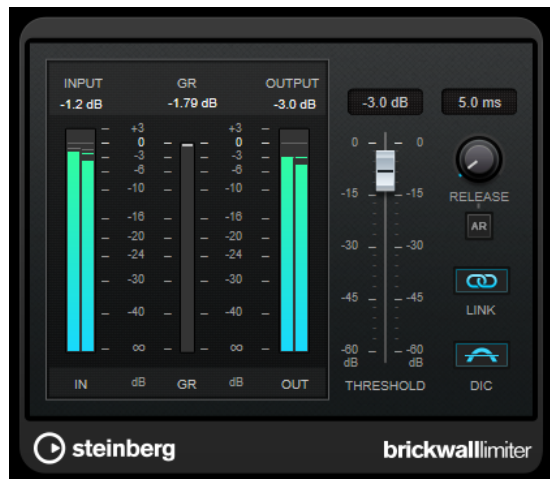 INPUT GR OUTPUT
-1.2 dB -1.79 dB -3.0 dB -3.0 dB 5.0 ms
+3 +3
0 0 0 0
-3 -3
-6 -6
-10 -10
-15 -15
RELEASE
-16 -16
AR
-20 -20
-24 -24 -30 -30
-30 -30
-45 -45
LINK
-40 -40
∞ ∞ -60 -60
dB dB
IN dB GR dB OUT THRESHOLD DIC
steinberg brickwalllimiter